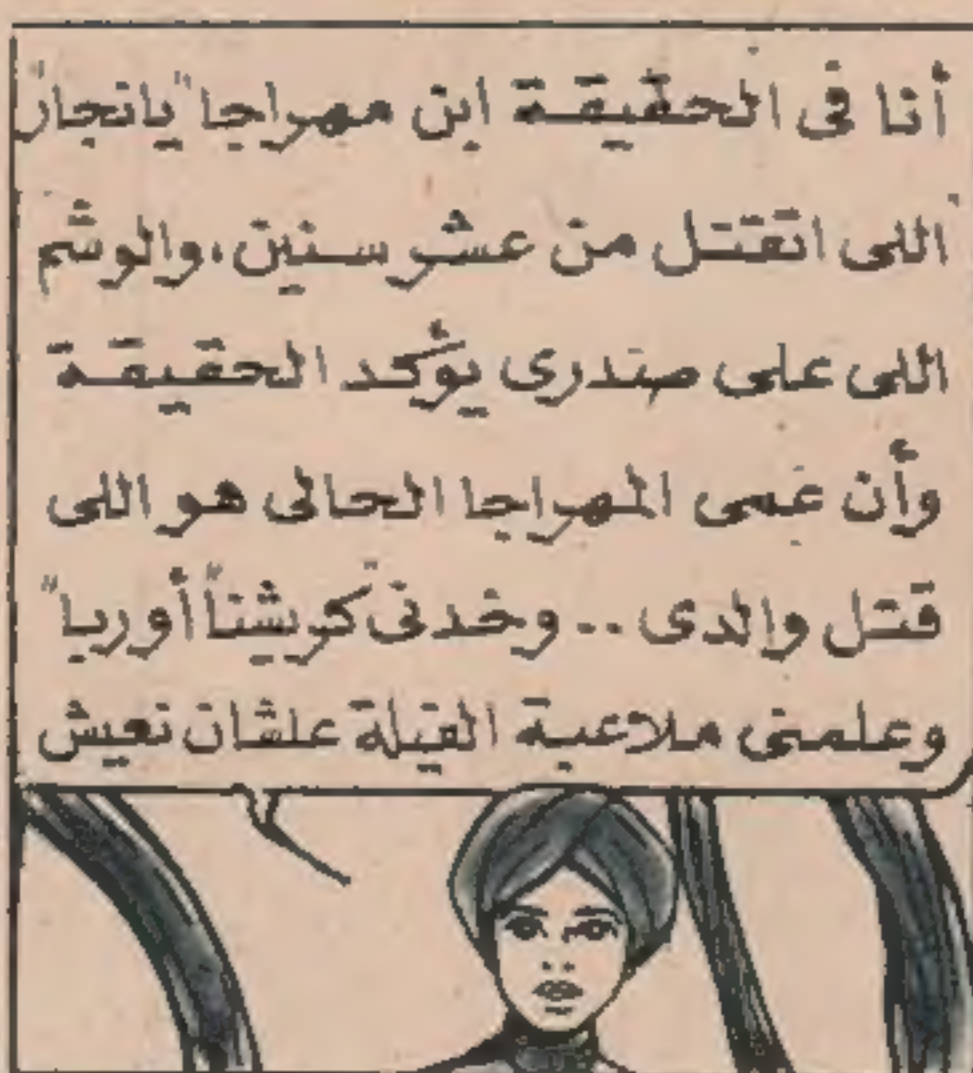 أنا فى الحقيقة ابن مهراجا "يانجار"
اللى اتقتل من عشر سنين، والوشم
اللى على صدرى يؤكد الحقيقة
وأن عمى المهراجا الحالى هو اللى
قتل والدى .. وخدنى "كريشنا أوريا"
وعلمنى ملاعبة الفيلة علشان نعيش